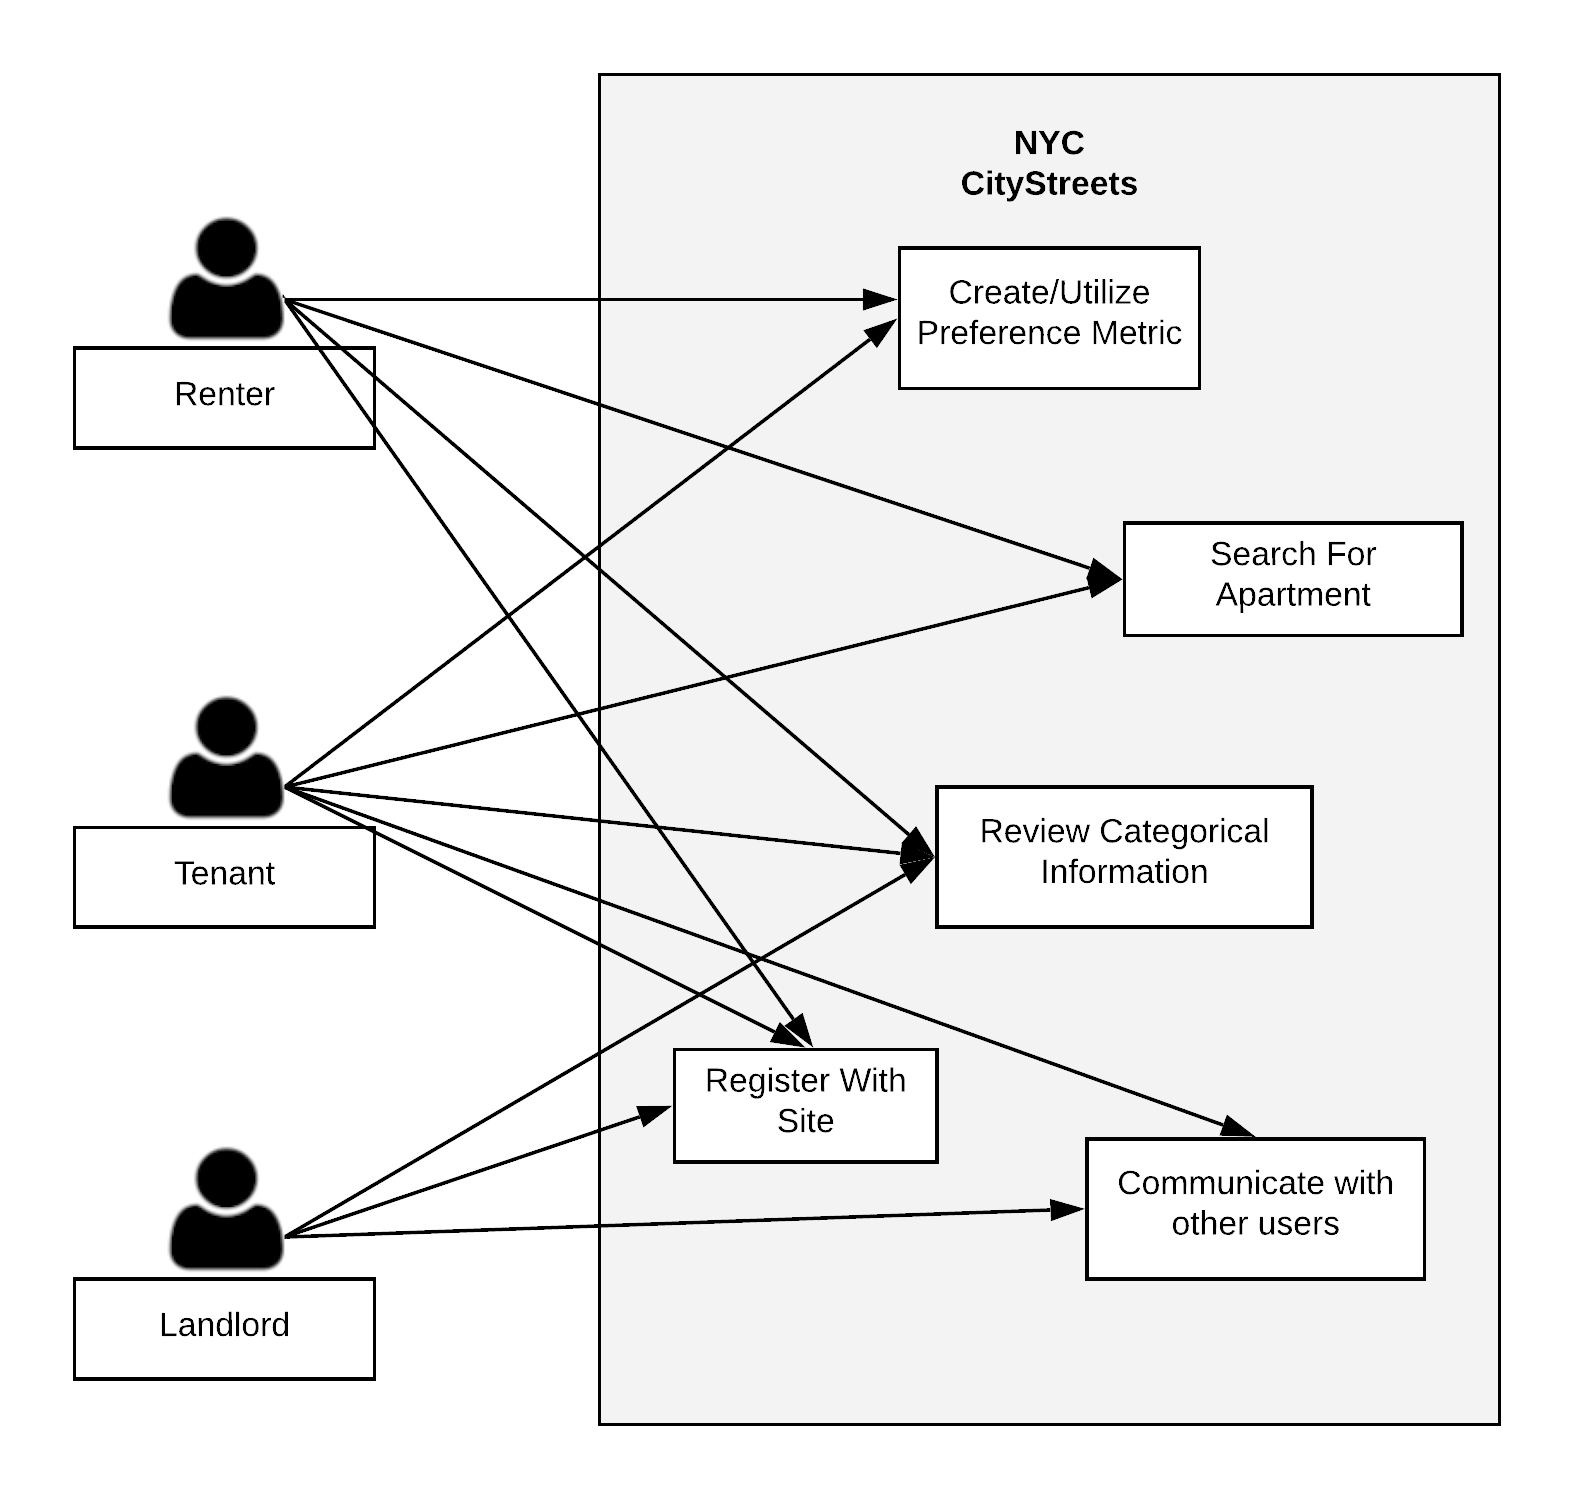 NYC
CityStreets
Create/Utilize
Preference Metric
Renter
Search For
Apartment
Review Categorical
Information
Tenant
Register With
Site
Communicate with
other users
Landlord